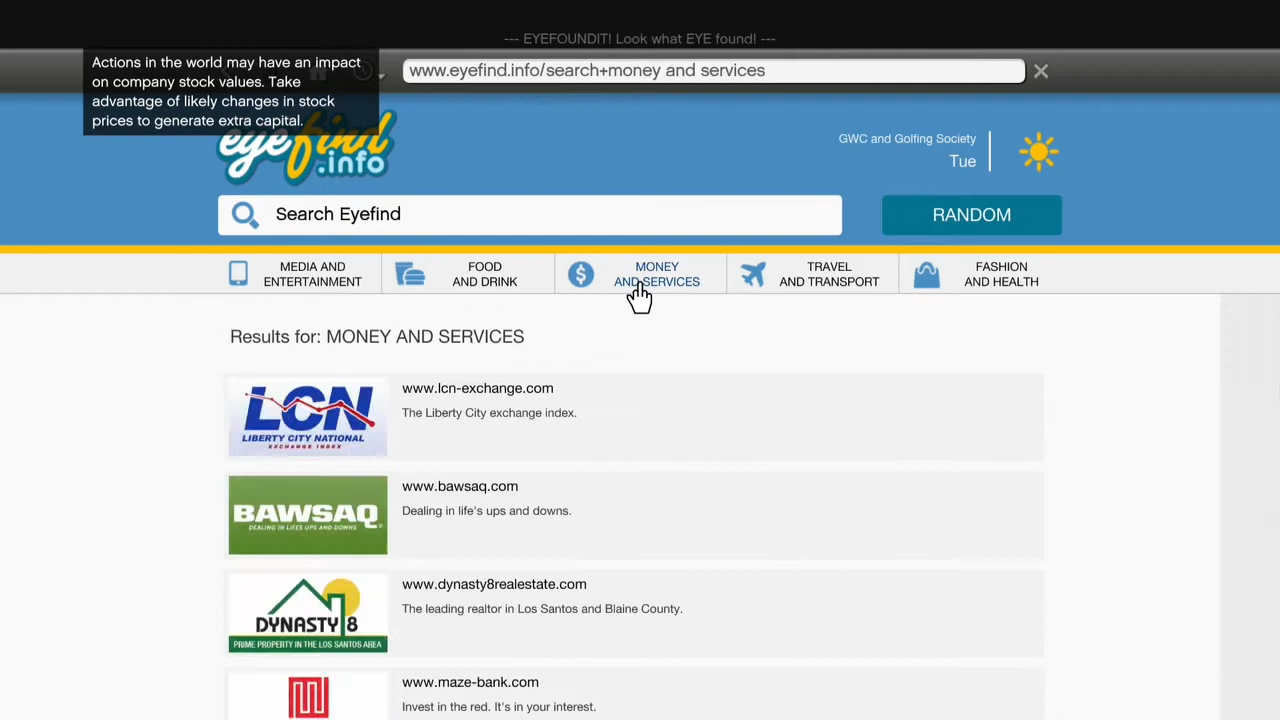 --- EYEFOUNDIT! Look what EYE found! ---
Actions in the world may have an impact
on company stock values. Take
advantage of likely changes in stock
prices to generate extra capital.
www.eyefind.info/search+money and services
eyefind
.info
GWC and Golfing Society
Tue
Search Eyefind
RANDOM
MEDIA AND
ENTERTAINMENT
FOOD
AND DRINK
MONEY
AND SERVICES
TRAVEL
AND TRANSPORT
FASHION
AND HEALTH
Results for: MONEY AND SERVICES
LCN
LIBERTY CITY NATIONAL
EXCHANGE INDEX
www.lcn-exchange.com
The Liberty City exchange index.
BAWSAQ
DEALING IN LIFE'S UPS AND DOWNS
www.bawsaq.com
Dealing in life's ups and downs.
DYNASTY 8
PRIME PROPERTY IN THE LOS SANTOS AREA
www.dynasty8realestate.com
The leading realtor in Los Santos and Blaine County.
www.maze-bank.com
Invest in the red. It's in your interest.